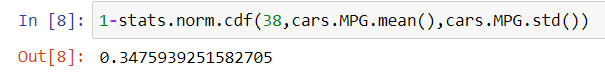 In [8]: 1-stats.norm.cdf(38,cars.MPG.mean(),cars.MPG.std())
Out[8]: 0.3475939251582705